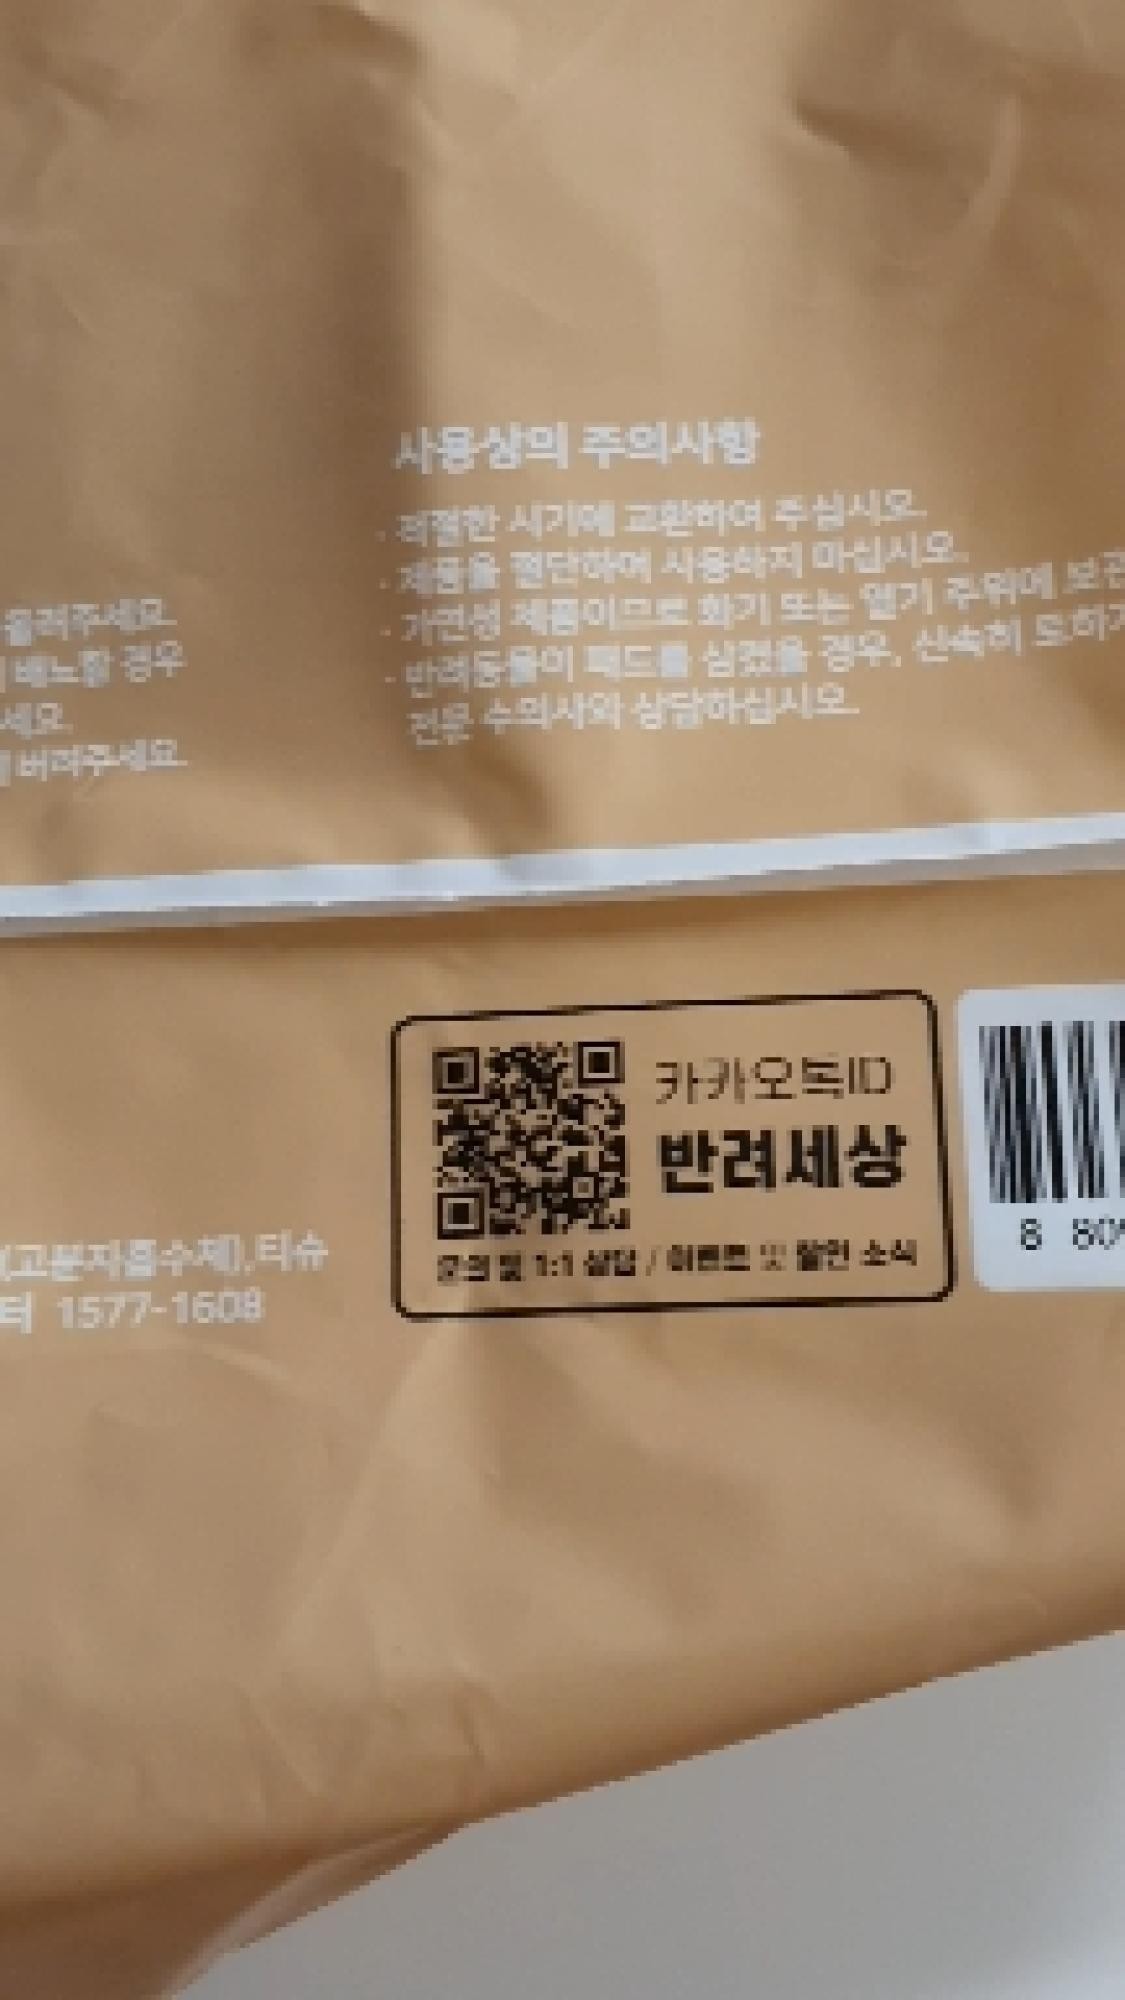 사용상의 주의사항
· 적절한 시기에 교환하여 주십시오.
· 제품을 절단하여 사용하지 마십시오.
· 가연성 제품이므로 화기 또는 열기 주위에 보관
· 반려동물이 패드를 삼켰을 경우, 신속히 토하게
전문 수의사와 상담하십시오.
올려주세요.
배뇨할 경우
세요.
버려주세요.
(고분자흡수체), 티슈
터 1577-1608
카카오톡ID
반려세상
문의 및 1:1 상담 / 이벤트 및 할인 소식
8 809